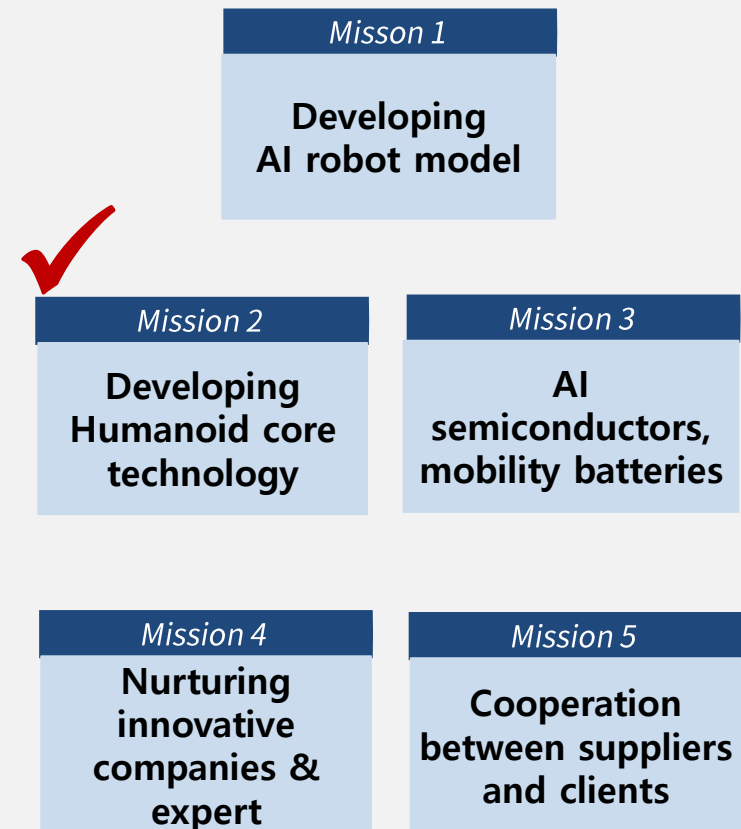 Misson 1
Developing
AI robot model
Mission 2
Developing
Humanoid core
technology
Mission 3
AI
semiconductors,
mobility batteries
Mission 4
Nurturing
innovative
companies &
expert
Mission 5
Cooperation
between suppliers
and clients